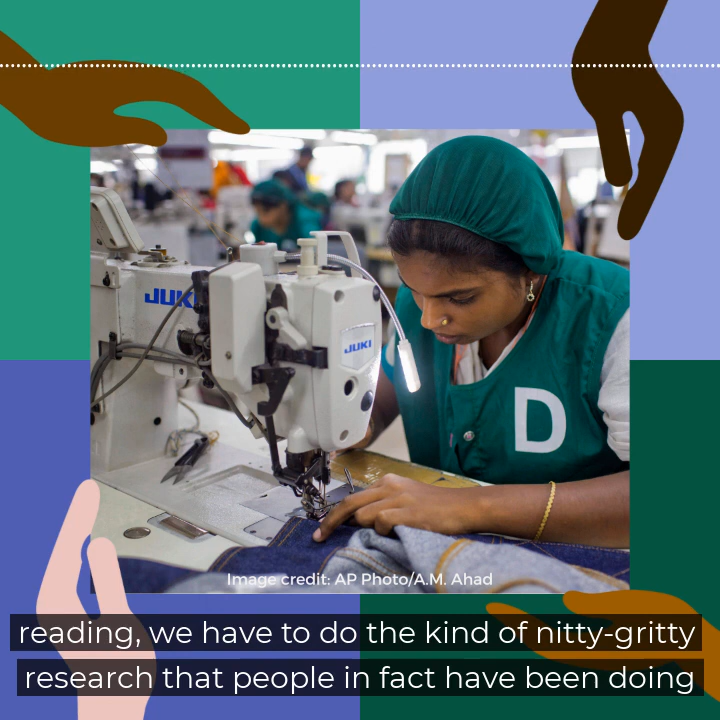 JUKI
JUKI
D
Image credit: AP Photo/A.M. Ahad
reading, we have to do the kind of nitty-gritty
research that people in fact have been doing